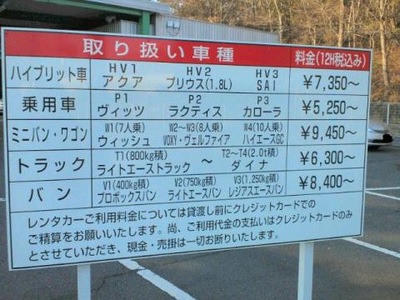 取り扱い車種 料金(12H税込み)
ハイブリット車 HV1 HV2 HV3 ¥7,350～
アクア プリウス(1.8L) SAI
乗用車 P1 P2 P3 ¥5,250～
ヴィッツ ラクティス カローラ
ミニバン・ワゴン W1(7人乗) W2～W3(8人乗) W4(10人乗) ¥9,450～
ウィッシュ VOXY・ヴェルファイア ハイエースGC
トラック T1(800kg積) ～ T2～T4(2.0t積) ¥6,300～
ライトエーストラック ダイナ
バン V1(400kg積) V2(750kg積) V3(1,250kg積) ¥8,400～
プロボックスバン ライトエースバン レジアスエースバン
レンタカーご利用料金については貸渡し前にクレジットカードでの
ご精算をお願いいたします。尚、ご利用代金の支払いはクレジットカードのみ
とさせていただき、現金・売掛は一切お断りいたします。